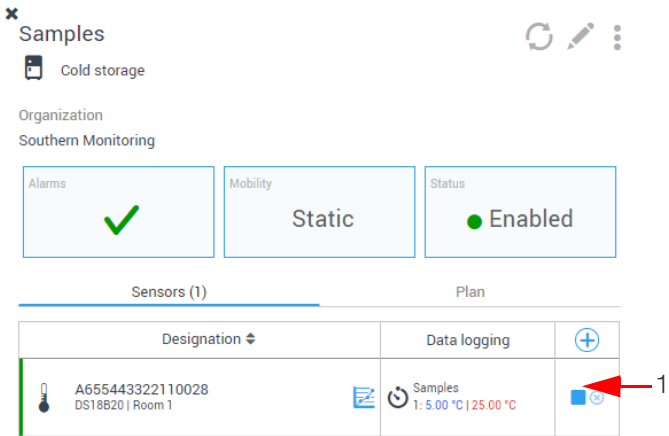 Samples
Cold storage
Organization
Southern Monitoring
Alarms
Mobility
Static
Status
Enabled
Sensors (1)
Plan
Designation
Data logging
A655443322110028
DS18B20 | Room 1
Samples
1: 5.00 °C | 25.00 °C
1